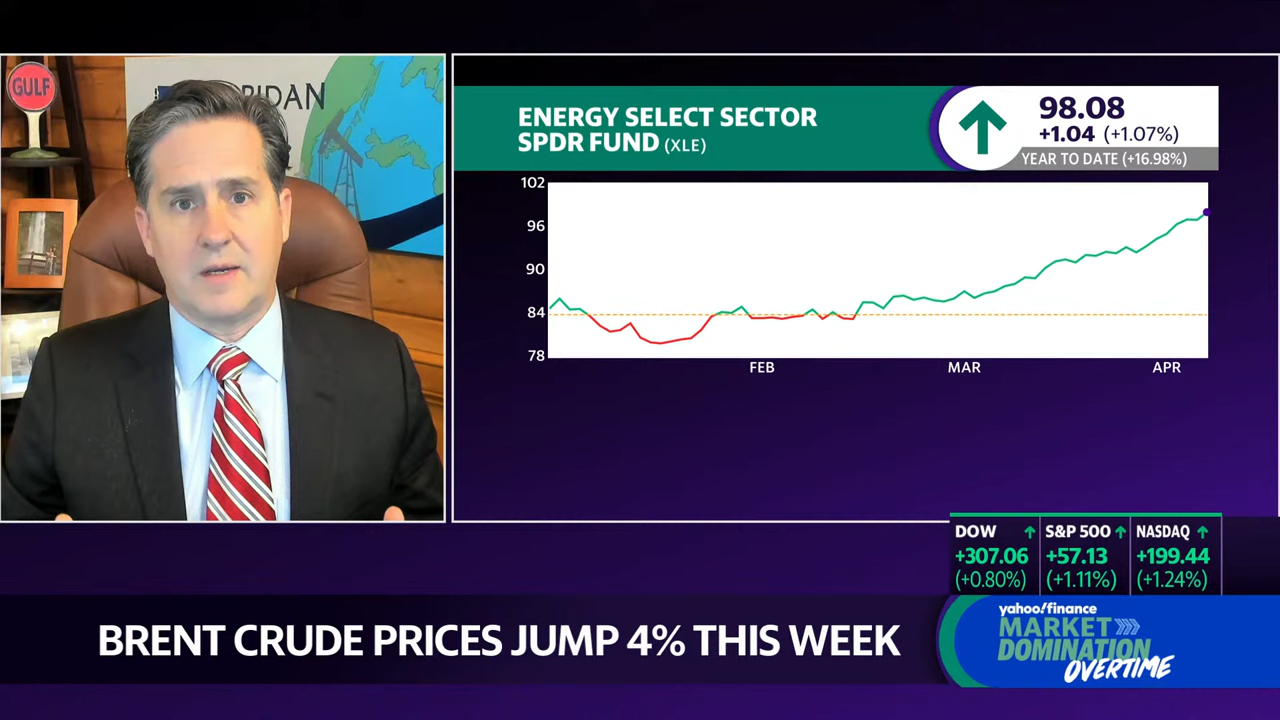 GULF
ENERGY SELECT SECTOR
SPDR FUND (XLE)
98.08
+1.04 (+1.07%)
YEAR TO DATE (+16.98%)
102
96
90
84
78
FEB MAR APR
DOW
+307.06
(+0.80%)
S&P 500
+57.13
(+1.11%)
NASDAQ
+199.44
(+1.24%)
BRENT CRUDE PRICES JUMP 4% THIS WEEK
yahoo!finance
MARKET
DOMINATION
OVERTIME